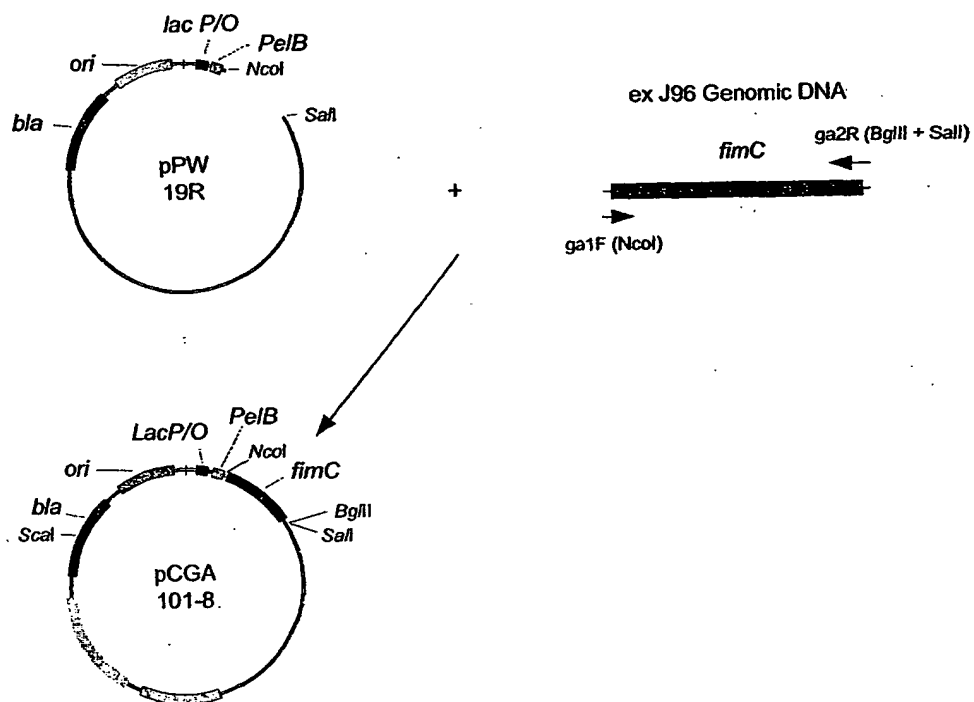 lac P/O
PelB
NcoI
ori
bla
SalI
pPW
19R
+
ex J96 Genomic DNA
ga2R (BglII + SalI)
fimC
ga1F (NcoI)
LacP/O
PelB
NcoI
fimC
ori
bla
ScaI
BglII
SalI
pCGA
101-8